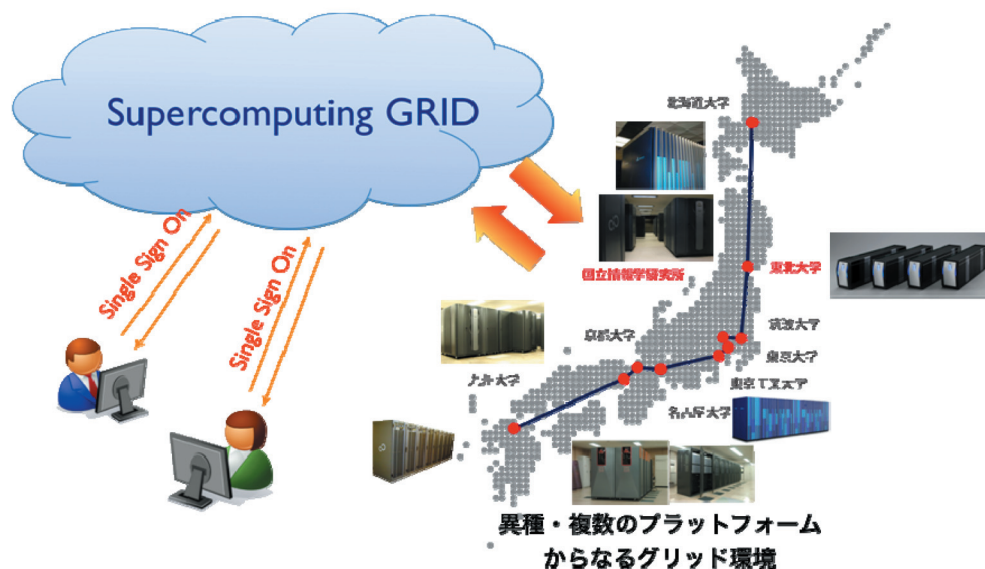 Supercomputing GRID
Single Sign On
Single Sign On
北海道大学
国立情報学研究所
東北大学
筑波大学
京都大学
東京大学
九州大学
東京工業大学
名古屋大学
異種・複数のプラットフォーム
からなるグリッド環境